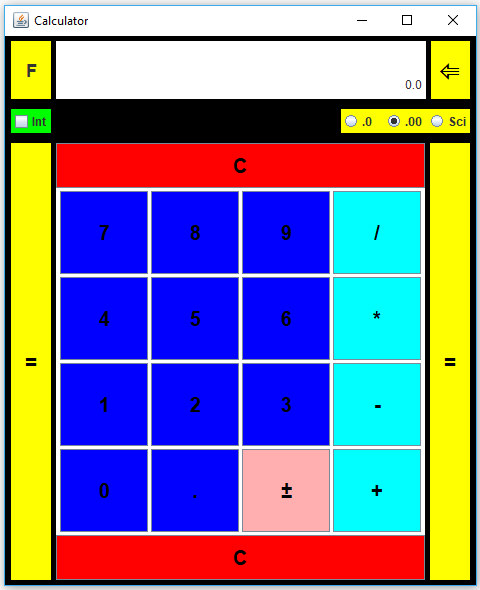 Calculator
F
0.0
⇐
Int
.0 .00 Sci
C
7 8 9 /
4 5 6 *
= =
1 2 3 -
0 . ± +
C